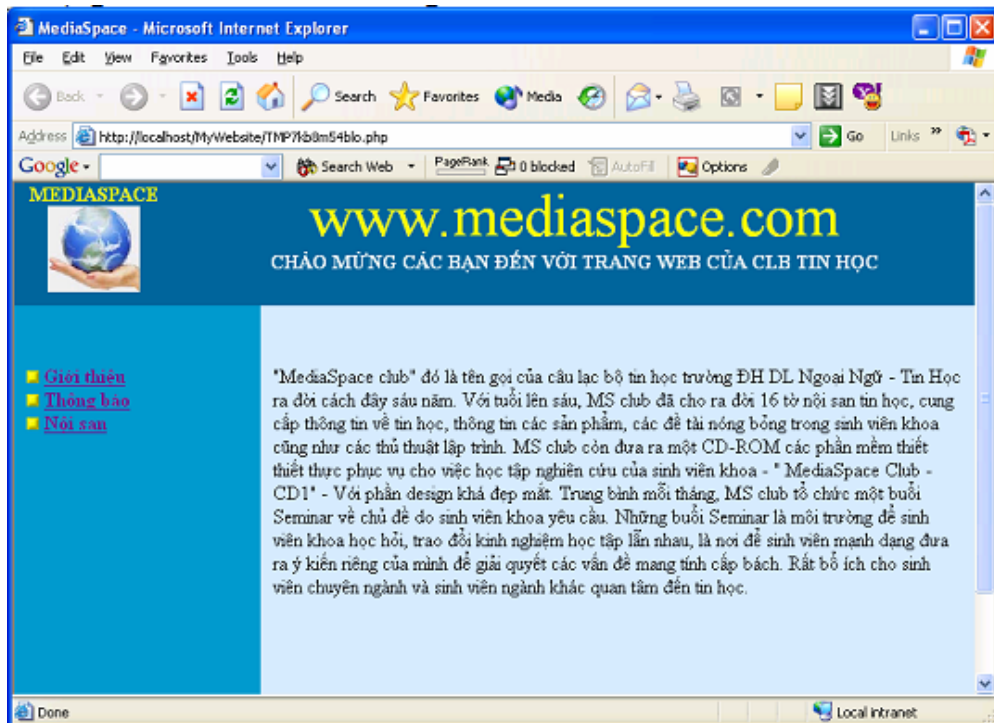 MediaSpace - Microsoft Internet Explorer
File Edit View Favorites Tools Help
Back Search Favorites Media
Address http://localhost/MyWebsite/TMP7kb8m54blo.php Go Links »
Google Search Web PageRank 0 blocked AutoFill Options
MEDIASPACE
www.mediaspace.com
CHÀO MỪNG CÁC BẠN ĐẾN VỚI TRANG WEB CỦA CLB TIN HỌC
Giới thiệu
Thông báo
Nội san
"MediaSpace club" đó là tên gọi của câu lạc bộ tin học trường ĐH DL Ngoại Ngữ - Tin Học
ra đời cách đây sáu năm. Với tuổi lên sáu, MS club đã cho ra đời 16 tờ nội san tin học, cung
cấp thông tin về tin học, thông tin các sản phẩm, các đề tài nóng bỏng trong sinh viên khoa
cũng như các thủ thuật lập trình. MS club còn đưa ra một CD-ROM các phần mềm thiết
thiết thực phục vụ cho việc học tập nghiên cứu của sinh viên khoa - " MediaSpace Club -
CD1" - Với phần design khá đẹp mắt. Trung bình mỗi tháng, MS club tổ chức một buổi
Seminar về chủ đề do sinh viên khoa yêu cầu. Những buổi Seminar là môi trường để sinh
viên khoa học hỏi, trao đổi kinh nghiệm học tập lẫn nhau, là nơi để sinh viên mạnh dạng đưa
ra ý kiến riêng của mình để giải quyết các vấn đề mang tính cấp bách. Rất bổ ích cho sinh
viên chuyên ngành và sinh viên ngành khác quan tâm đến tin học.
Done Local intranet